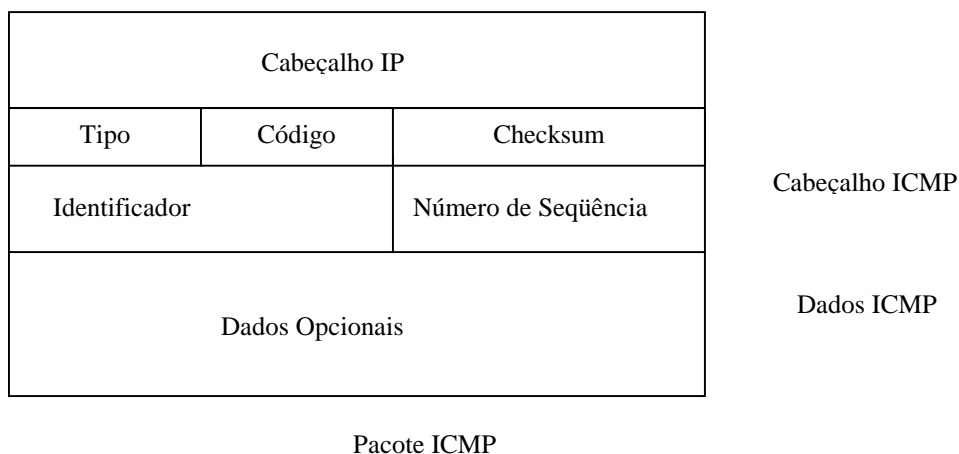 Cabeçalho IP
Tipo Código Checksum
Cabeçalho ICMP
Identificador Número de Seqüência
Dados ICMP
Dados Opcionais
Pacote ICMP